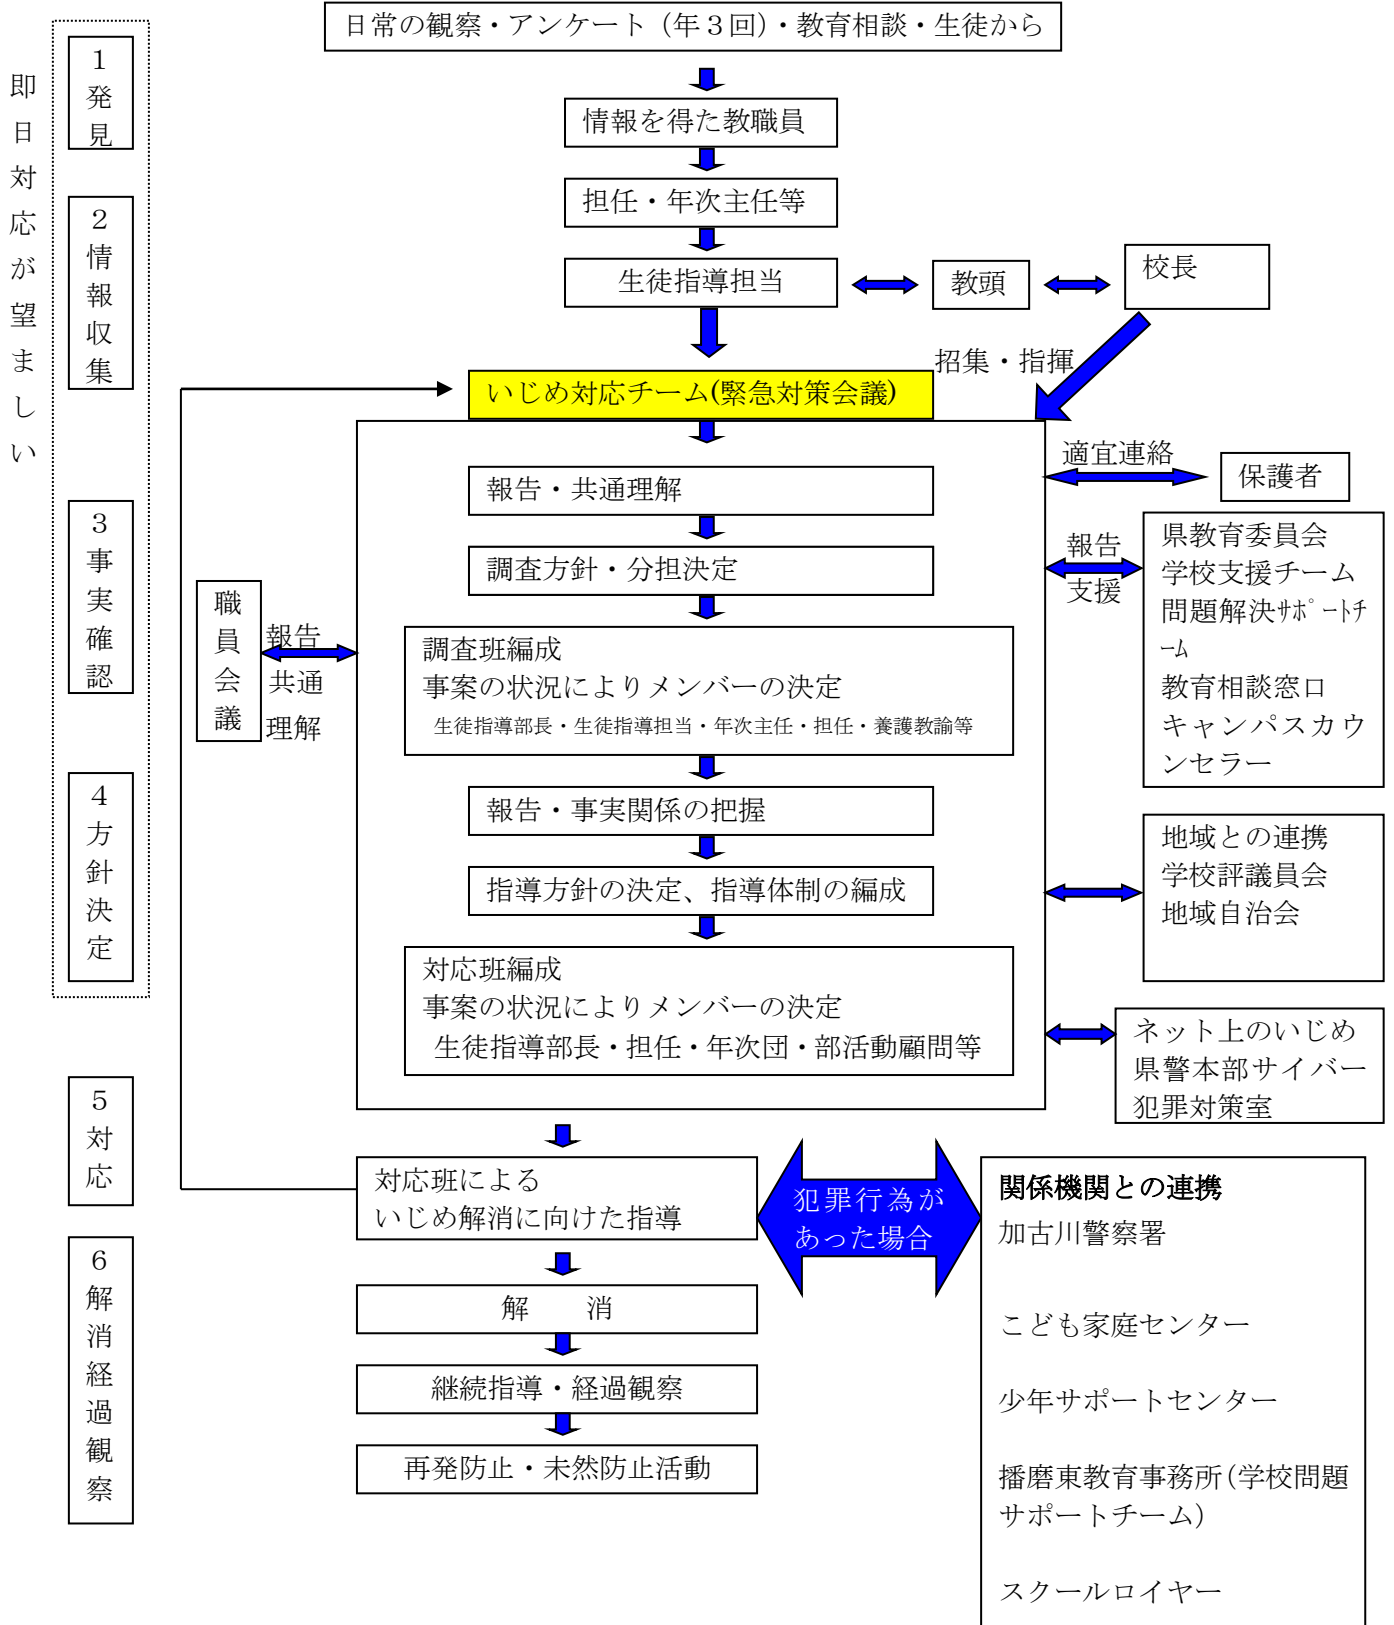 日常の観察・アンケート（年３回）・教育相談・生徒から
即日対応が望ましい
１発見
２情報収集
３事実確認
４方針決定
５対応
６解消経過観察
情報を得た教職員
担任・年次主任等
生徒指導担当
教頭
校長
招集・指揮
いじめ対応チーム(緊急対策会議)
報告・共通理解
調査方針・分担決定
調査班編成
事案の状況によりメンバーの決定
生徒指導部長・生徒指導担当・年次主任・担任・養護教諭等
報告・事実関係の把握
指導方針の決定、指導体制の編成
対応班編成
事案の状況によりメンバーの決定
生徒指導部長・担任・年次団・部活動顧問等
職員会議
報告
共通
理解
適宜連絡
保護者
報告
支援
県教育委員会
学校支援チーム
問題解決ｻﾎﾟｰﾄﾁ
ｰﾑ
教育相談窓口
キャンパスカウ
ンセラー
地域との連携
学校評議員会
地域自治会
ネット上のいじめ
県警本部サイバー
犯罪対策室
対応班による
いじめ解消に向けた指導
犯罪行為が
あった場合
解　　消
継続指導・経過観察
再発防止・未然防止活動
関係機関との連携
加古川警察署
こども家庭センター
少年サポートセンター
播磨東教育事務所(学校問題
サポートチーム)
スクールロイヤー